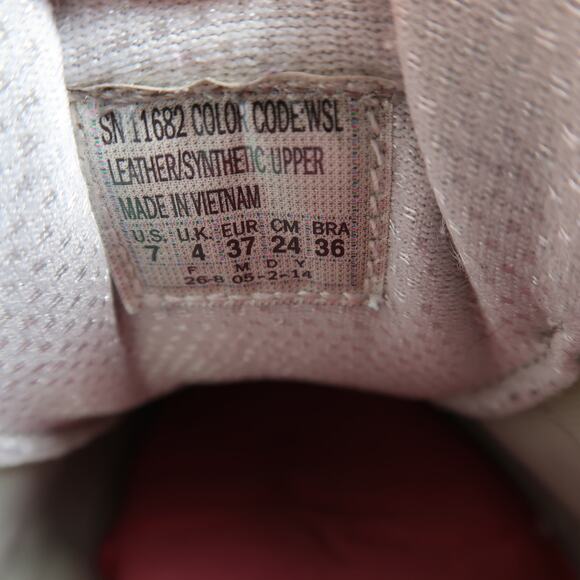 SN 11682 COLOR CODE:WSL
LEATHER/SYNTHETIC UPPER
MADE IN VIETNAM
U.S. U.K. EUR CM BRA
7 4 37 24 36
F M D Y
26-B 05-2-14